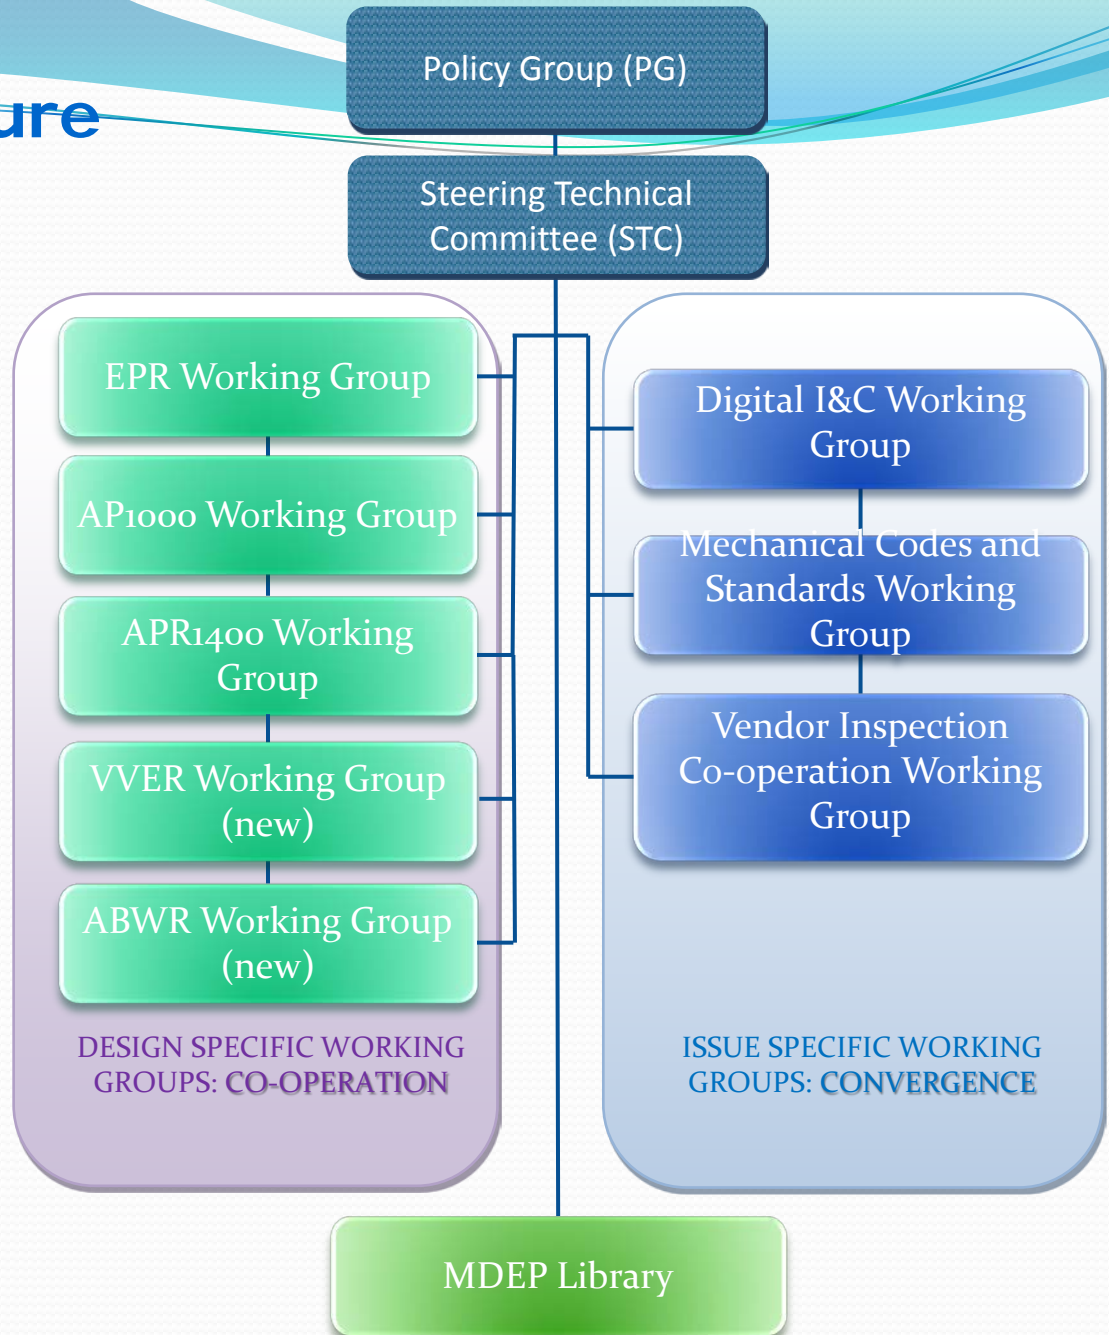 Policy Group (PG)
Steering Technical
Committee (STC)
EPR Working Group
AP1000 Working Group
APR1400 Working
Group
VVER Working Group
(new)
ABWR Working Group
(new)
DESIGN SPECIFIC WORKING
GROUPS: CO-OPERATION
Digital I&C Working
Group
Mechanical Codes and
Standards Working
Group
Vendor Inspection
Co-operation Working
Group
ISSUE SPECIFIC WORKING
GROUPS: CONVERGENCE
MDEP Library